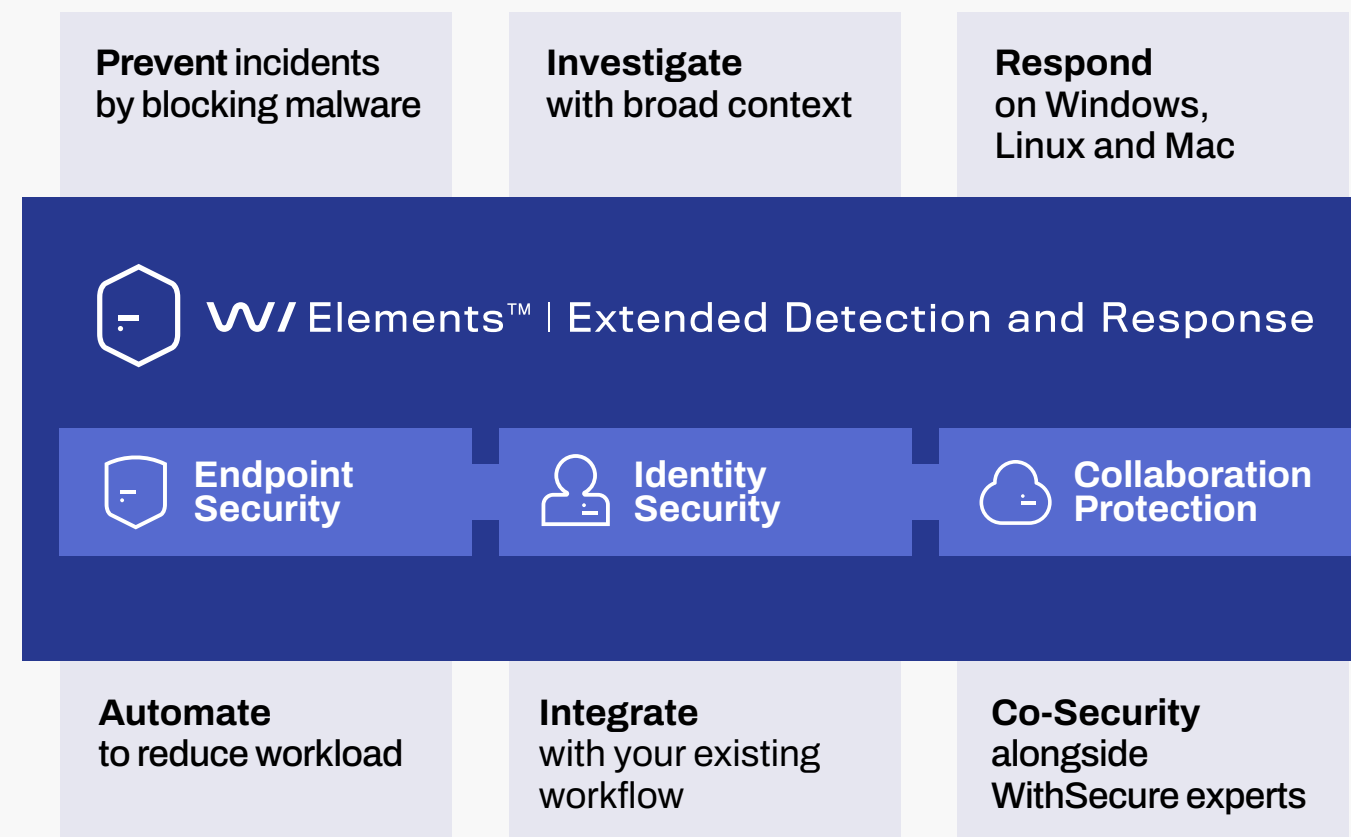 Prevent incidents
by blocking malware
Investigate
with broad context
Respond
on Windows,
Linux and Mac
W/ Elements™ | Extended Detection and Response
Endpoint
Security
Identity
Security
Collaboration
Protection
Automate
to reduce workload
Integrate
with your existing
workflow
Co-Security
alongside
WithSecure experts